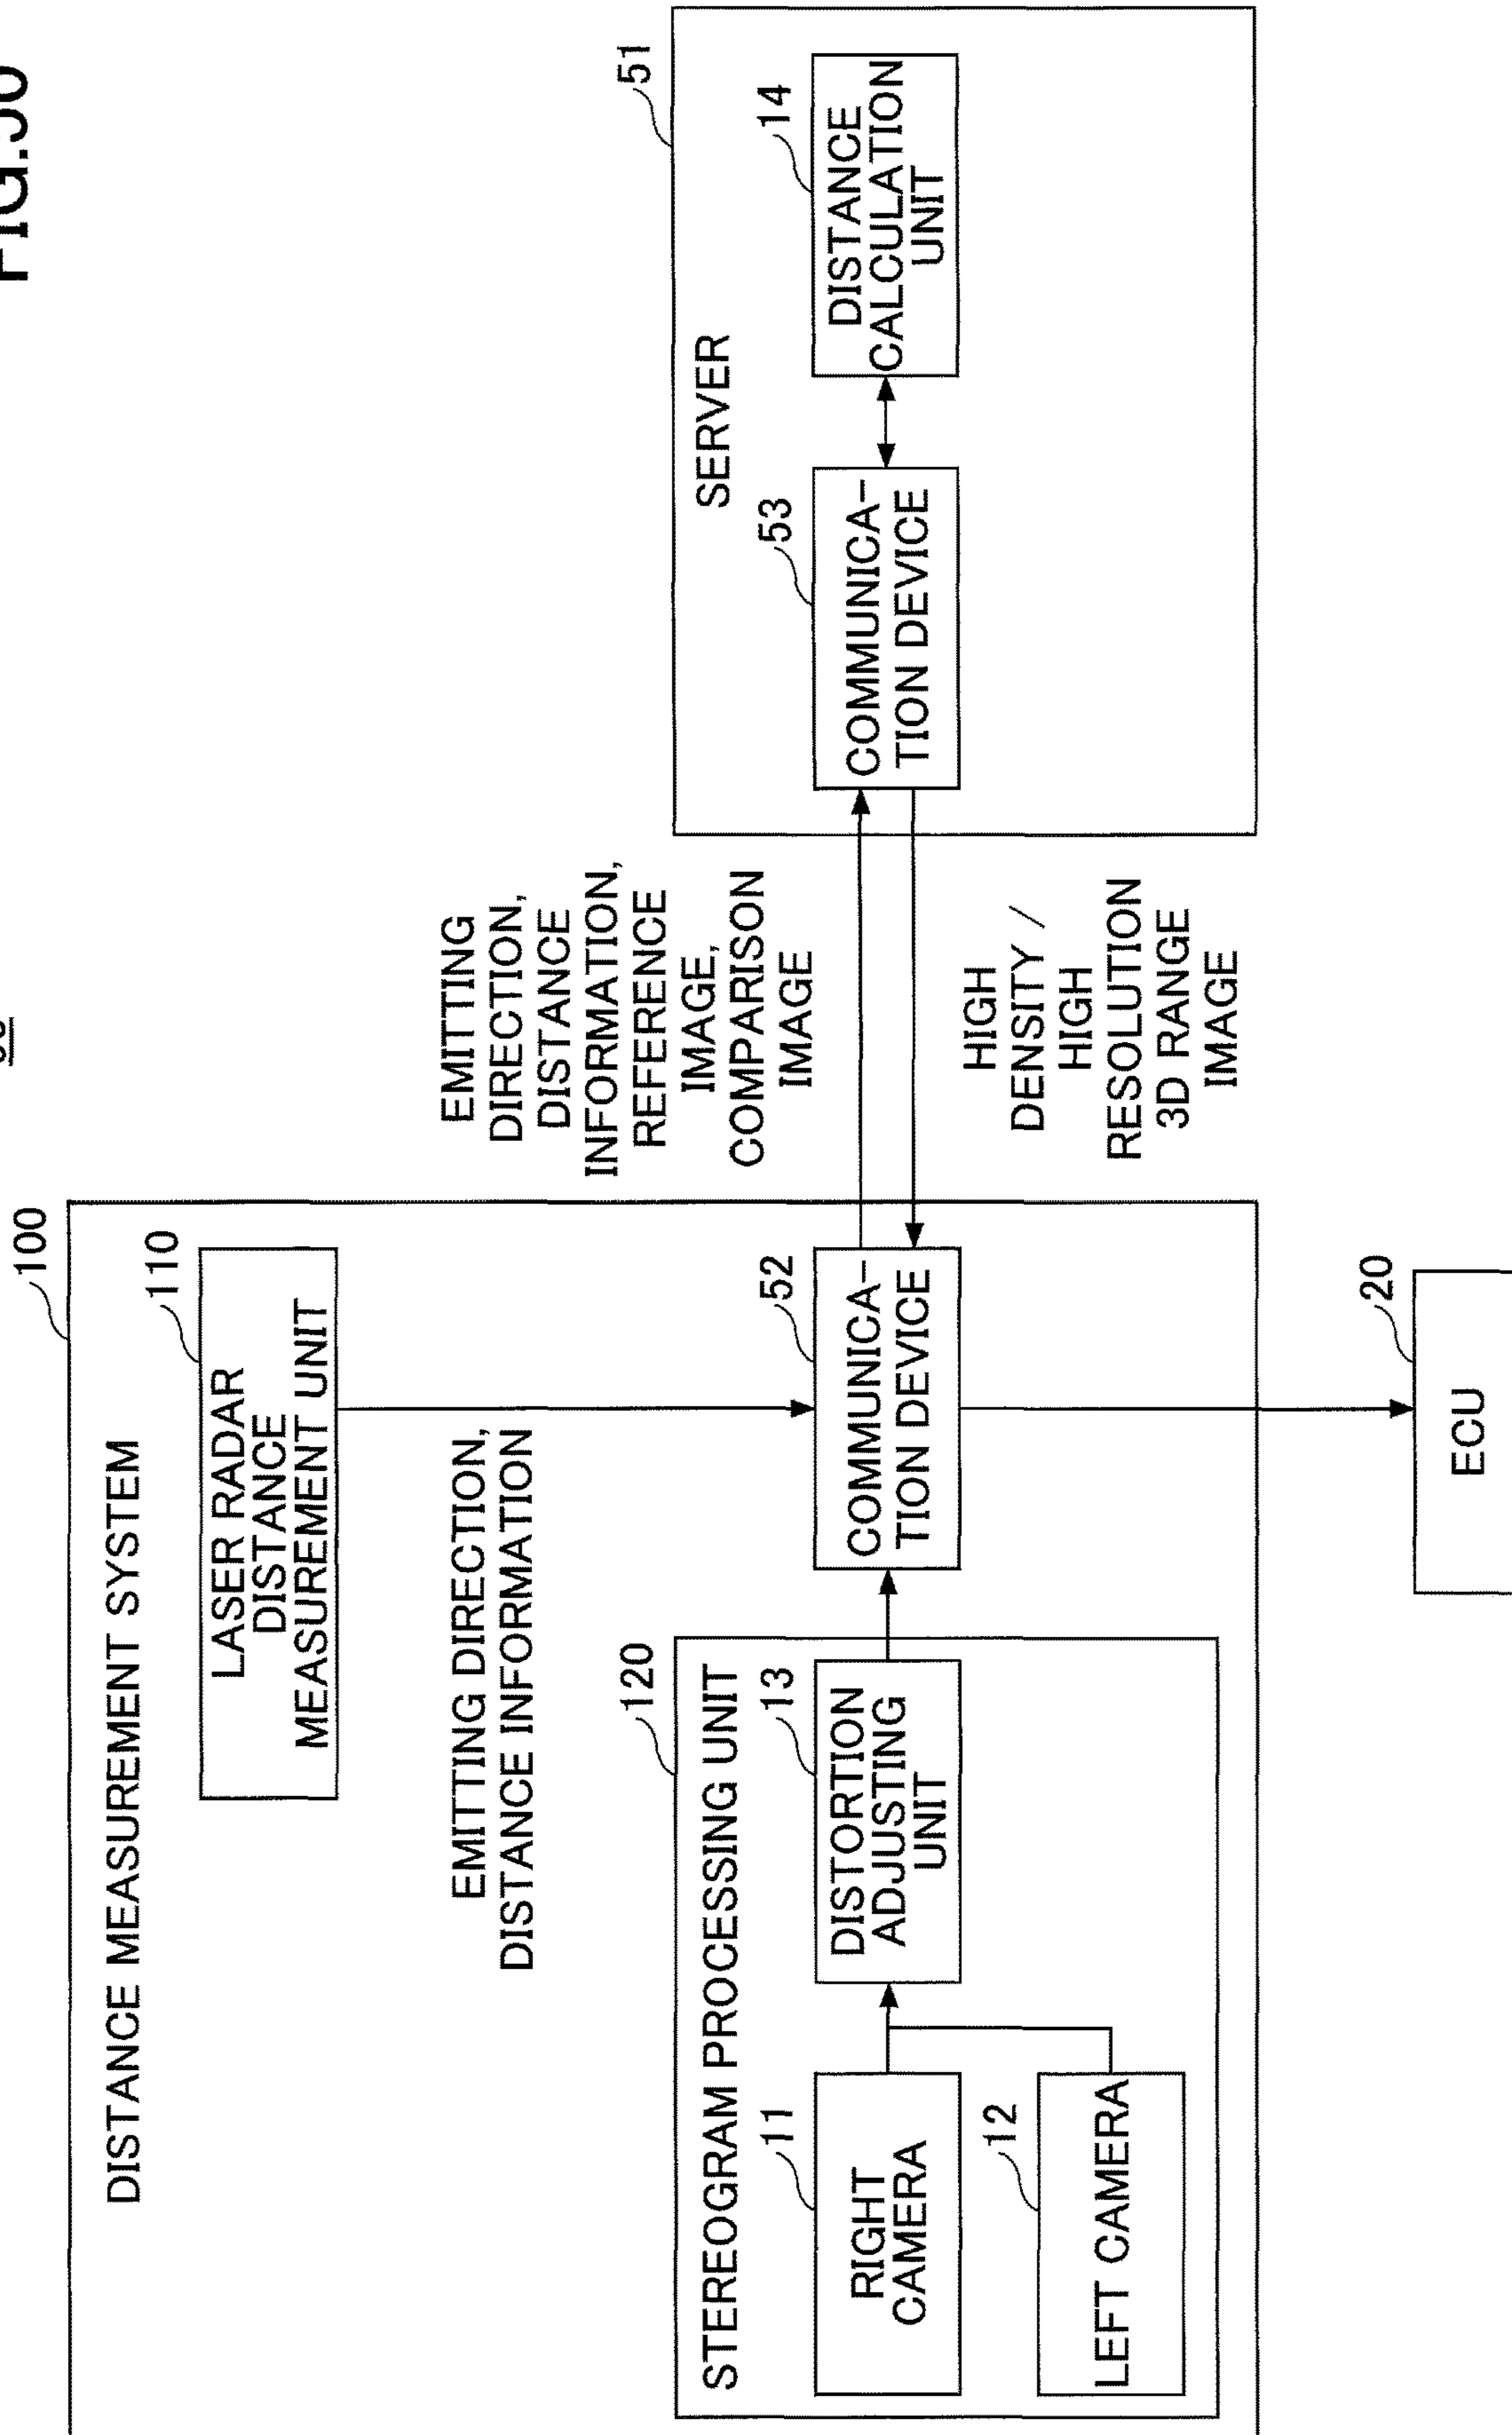 DISTANCE MEASUREMENT SYSTEM
100
LASER RADAR
DISTANCE
MEASUREMENT UNIT
110
EMITTING DIRECTION,
DISTANCE INFORMATION
STEREOGRAM PROCESSING UNIT
120
RIGHT
CAMERA
11
LEFT CAMERA
12
DISTORTION
ADJUSTING
UNIT
13
COMMUNICA-
TION DEVICE
52
ECU
20
EMITTING
DIRECTION,
DISTANCE
INFORMATION,
REFERENCE
IMAGE,
COMPARISON
IMAGE
HIGH
DENSITY /
HIGH
RESOLUTION
3D RANGE
IMAGE
SERVER
51
COMMUNICA-
TION DEVICE
53
DISTANCE
CALCULATION
UNIT
14